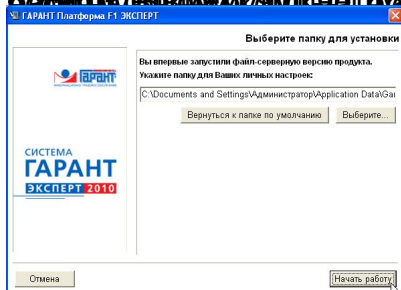 ГАРАНТ Платформа F1 ЭКСПЕРТ
Выберите папку для установки
Вы впервые запустили файл-серверную версию продукта.
Укажите папку для Ваших личных настроек:
C:\Documents and Settings\Администратор\Application Data\Gar
Вернуться к папке по умолчанию
Выберите...
ГАРАНТ
СИСТЕМА
ГАРАНТ
ЭКСПЕРТ 2010
Отмена
Начать работу